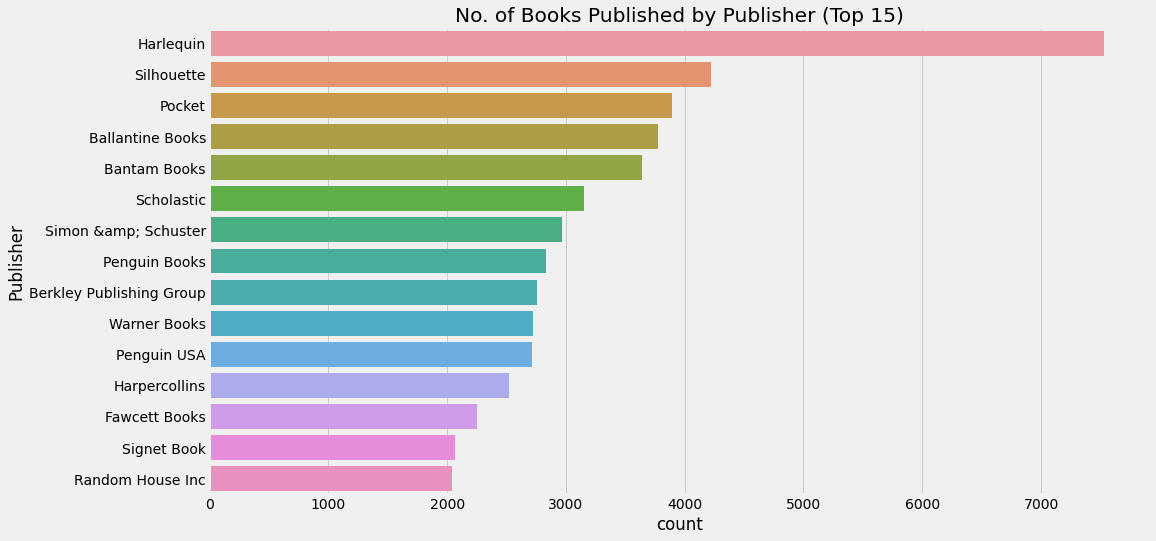 No. of Books Published by Publisher (Top 15)
Publisher
Harlequin
Silhouette
Pocket
Ballantine Books
Bantam Books
Scholastic
Simon &amp; Schuster
Penguin Books
Berkley Publishing Group
Warner Books
Penguin USA
Harpercollins
Fawcett Books
Signet Book
Random House Inc
0 1000 2000 3000 4000 5000 6000 7000
count